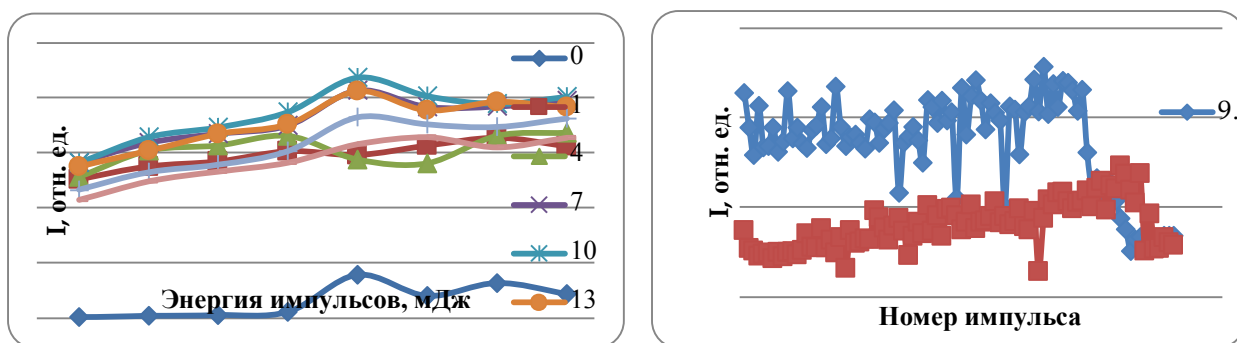 I, отн. ед.
Энергия импульсов, мДж
0
1
4
7
10
13
I, отн. ед.
Номер импульса
9.